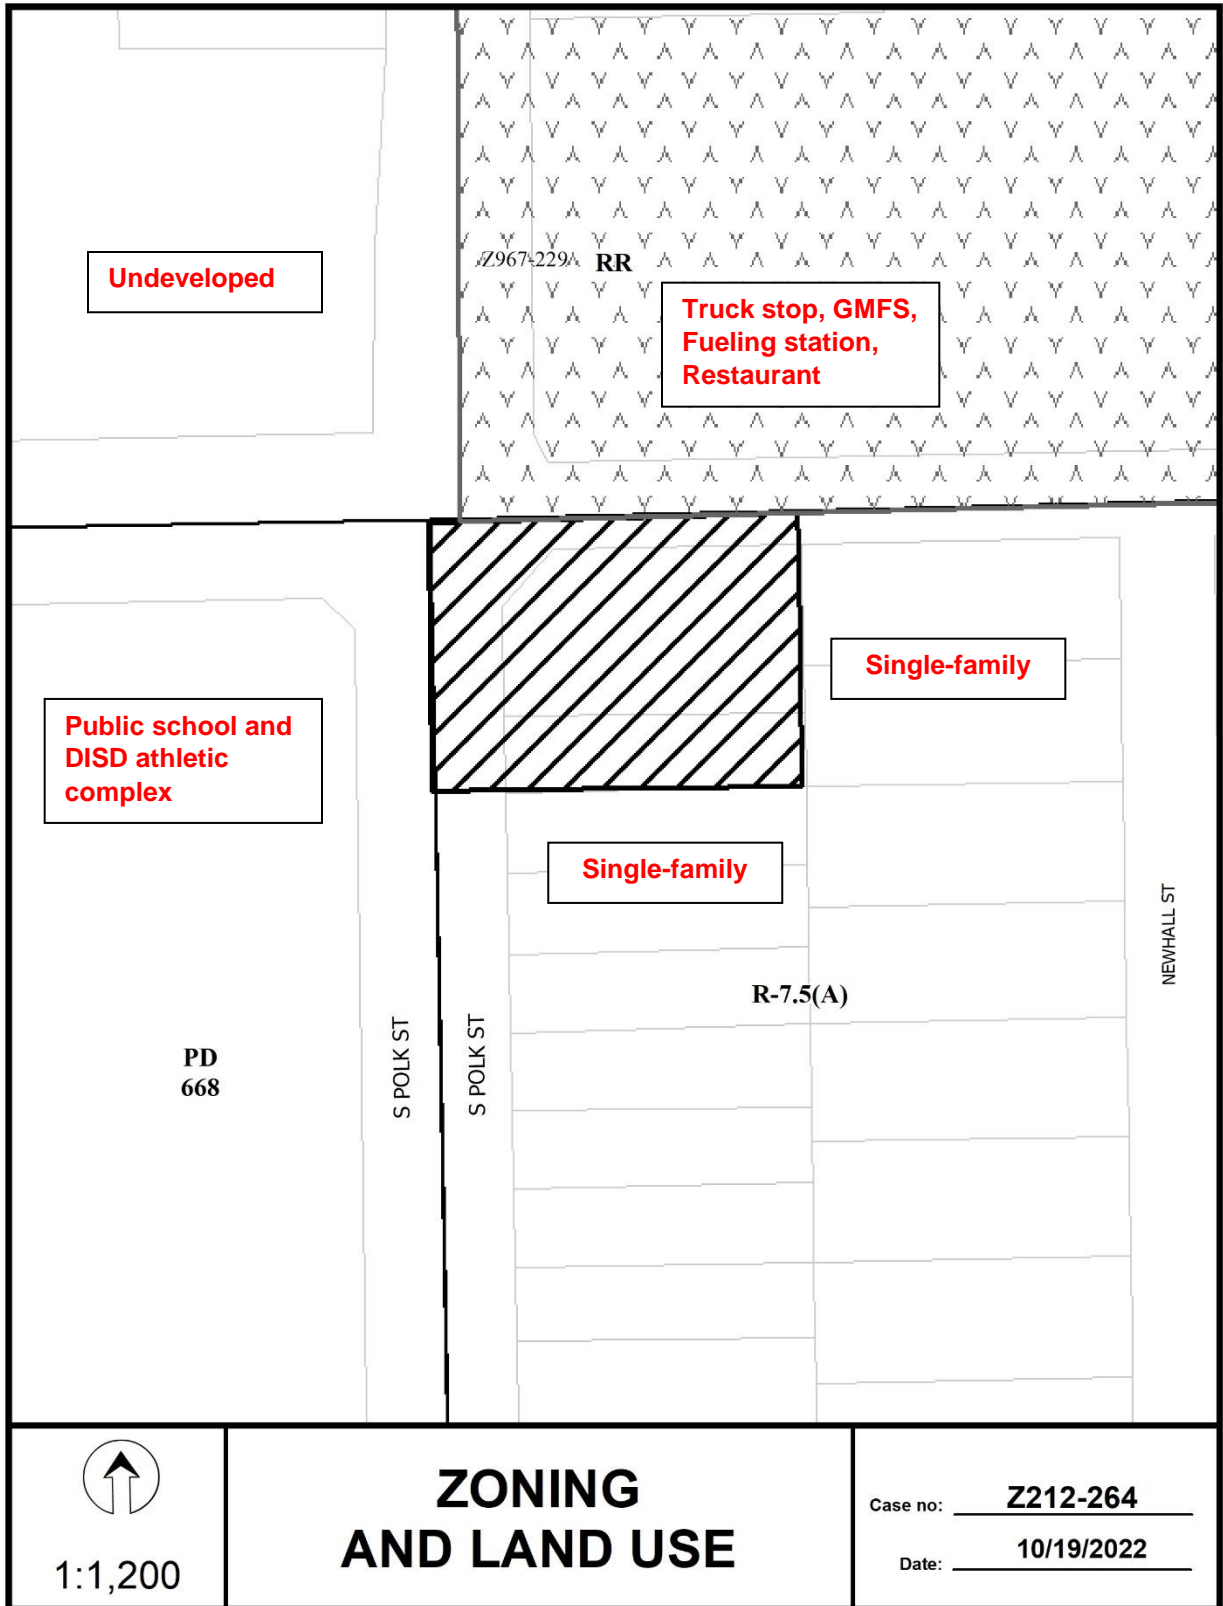 Z967-229
RR
Undeveloped
Truck stop, GMFS,
Fueling station,
Restaurant
Single-family
Public school and
DISD athletic
complex
Single-family
NEWHALL ST
R-7.5(A)
S POLK ST
S POLK ST
PD
668
1:1,200
ZONING
AND LAND USE
Case no: Z212-264
Date: 10/19/2022